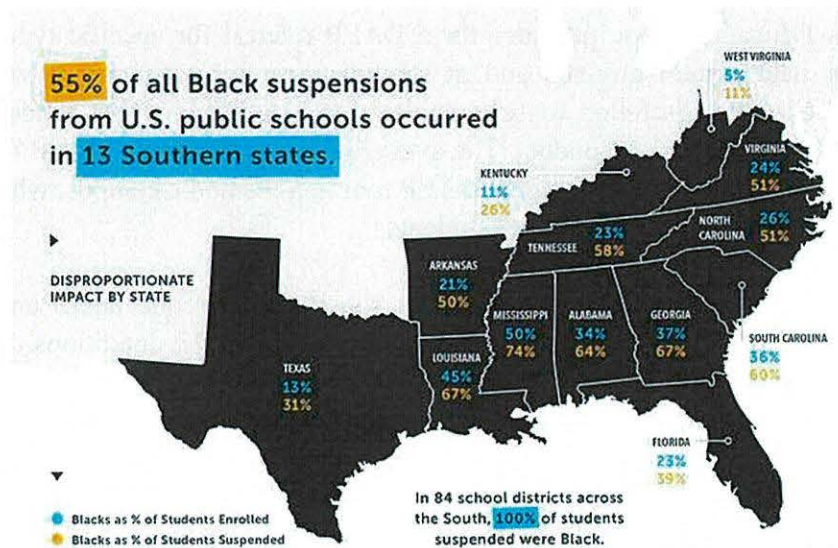 55% of all Black suspensions
from U.S. public schools occurred
in 13 Southern states.
DISPROPORTIONATE
IMPACT BY STATE
WEST VIRGINIA
5%
11%
VIRGINIA
24%
51%
KENTUCKY
11%
26%
NORTH
CAROLINA
26%
51%
TENNESSEE
23%
58%
ARKANSAS
21%
50%
MISSISSIPPI
50%
74%
ALABAMA
34%
64%
GEORGIA
37%
67%
SOUTH CAROLINA
36%
60%
TEXAS
13%
31%
LOUISIANA
45%
67%
FLORIDA
23%
39%
Blacks as % of Students Enrolled
Blacks as % of Students Suspended
In 84 school districts across
the South, 100% of students
suspended were Black.